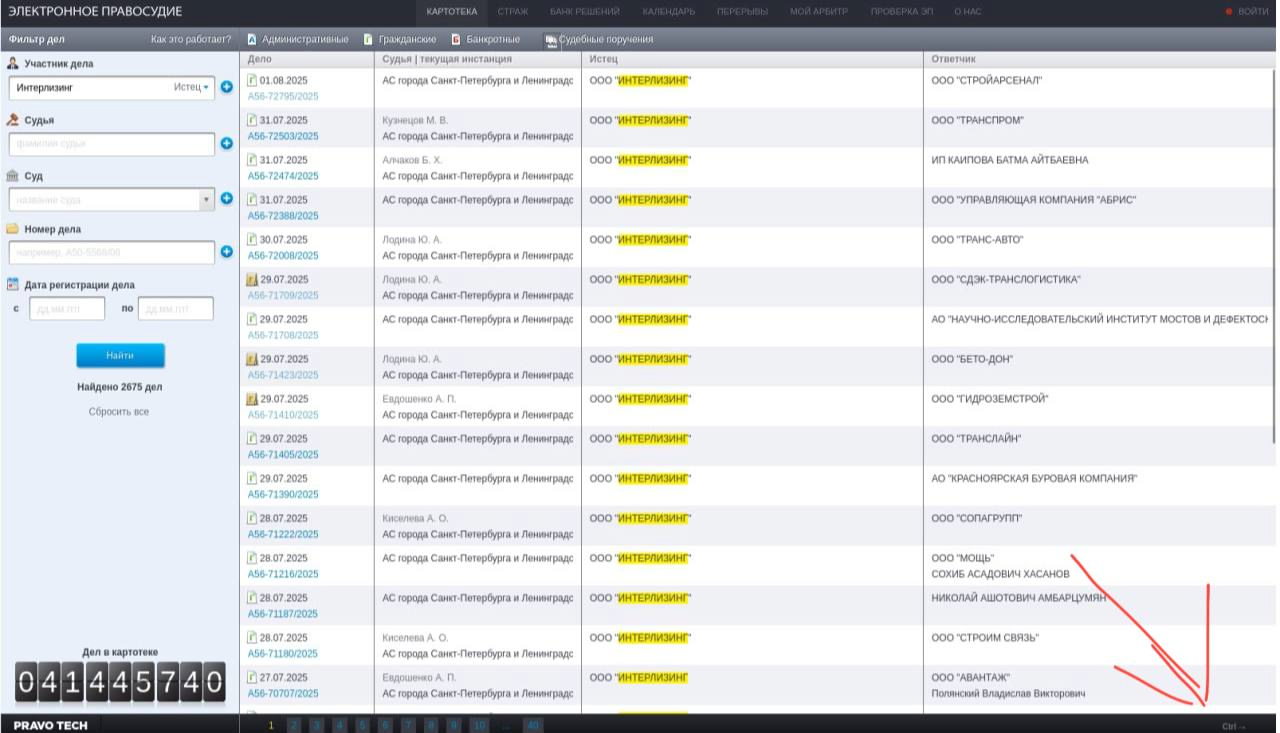 ЭЛЕКТРОННОЕ ПРАВОСУДИЕ КАРТОТЕКА СТРАЖ БАНК РЕШЕНИЙ КАЛЕНДАРЬ ПЕРЕРЫВЫ МОЙ АРБИТР ПРОВЕРКА ЭП О НАС ВОЙТИ
Фильтр дел Как это работает? А Административные Г Гражданские Б Банкротные Судебные поручения
Участник дела
Интерлизинг Истец
Судья
фамилия судьи
Суд
название суда
Номер дела
например, А50-5568/08
Дата регистрации дела
с дд.мм.гггг по дд.мм.гггг
Найти
Найдено 2675 дел
Сбросить все
Дел в картотеке
041445740
PRAVO TECH
Дело Судья | текущая инстанция Истец Ответчик
01.08.2025 АС города Санкт-Петербурга и Ленинградс ООО "ИНТЕРЛИЗИНГ" ООО "СТРОЙАРСЕНАЛ"
А56-72795/2025
31.07.2025 Кузнецов М. В. ООО "ИНТЕРЛИЗИНГ" ООО "ТРАНСПРОМ"
А56-72503/2025 АС города Санкт-Петербурга и Ленинградс
31.07.2025 Алчаков Б. Х. ООО "ИНТЕРЛИЗИНГ" ИП КАИПОВА БАТМА АЙТБАЕВНА
А56-72474/2025 АС города Санкт-Петербурга и Ленинградс
31.07.2025 АС города Санкт-Петербурга и Ленинградс ООО "ИНТЕРЛИЗИНГ" ООО "УПРАВЛЯЮЩАЯ КОМПАНИЯ "АБРИС"
А56-72388/2025
30.07.2025 Лодина Ю. А. ООО "ИНТЕРЛИЗИНГ" ООО "ТРАНС-АВТО"
А56-72008/2025 АС города Санкт-Петербурга и Ленинградс
29.07.2025 Лодина Ю. А. ООО "ИНТЕРЛИЗИНГ" ООО "СДЭК-ТРАНСЛОГИСТИКА"
А56-71709/2025 АС города Санкт-Петербурга и Ленинградс
29.07.2025 АС города Санкт-Петербурга и Ленинградс ООО "ИНТЕРЛИЗИНГ" АО "НАУЧНО-ИССЛЕДОВАТЕЛЬСКИЙ ИНСТИТУТ МОСТОВ И ДЕФЕКТОСК
А56-71708/2025
29.07.2025 Лодина Ю. А. ООО "ИНТЕРЛИЗИНГ" ООО "БЕТО-ДОН"
А56-71423/2025 АС города Санкт-Петербурга и Ленинградс
29.07.2025 Евдошенко А. П. ООО "ИНТЕРЛИЗИНГ" ООО "ГИДРОЗЕМСТРОЙ"
А56-71410/2025 АС города Санкт-Петербурга и Ленинградс
29.07.2025 АС города Санкт-Петербурга и Ленинградс ООО "ИНТЕРЛИЗИНГ" ООО "ТРАНСЛАЙН"
А56-71405/2025
29.07.2025 АС города Санкт-Петербурга и Ленинградс ООО "ИНТЕРЛИЗИНГ" АО "КРАСНОЯРСКАЯ БУРОВАЯ КОМПАНИЯ"
А56-71390/2025
28.07.2025 Киселева А. О. ООО "ИНТЕРЛИЗИНГ" ООО "СОПАГРУПП"
А56-71222/2025 АС города Санкт-Петербурга и Ленинградс
28.07.2025 АС города Санкт-Петербурга и Ленинградс ООО "ИНТЕРЛИЗИНГ" ООО "МОЩЬ"
А56-71216/2025 СОХИБ АСАДОВИЧ ХАСАНОВ
28.07.2025 АС города Санкт-Петербурга и Ленинградс ООО "ИНТЕРЛИЗИНГ" НИКОЛАЙ АШОТОВИЧ АМБАРЦУМЯН
А56-71187/2025
28.07.2025 Киселева А. О. ООО "ИНТЕРЛИЗИНГ" ООО "СТРОИМ СВЯЗЬ"
А56-71180/2025 АС города Санкт-Петербурга и Ленинградс
27.07.2025 Евдошенко А. П. ООО "ИНТЕРЛИЗИНГ" ООО "АВАНТАЖ"
А56-70707/2025 АС города Санкт-Петербурга и Ленинградс Полянский Владислав Викторович
1 2 3 4 5 6 7 8 9 10 ... 40 Ctrl →